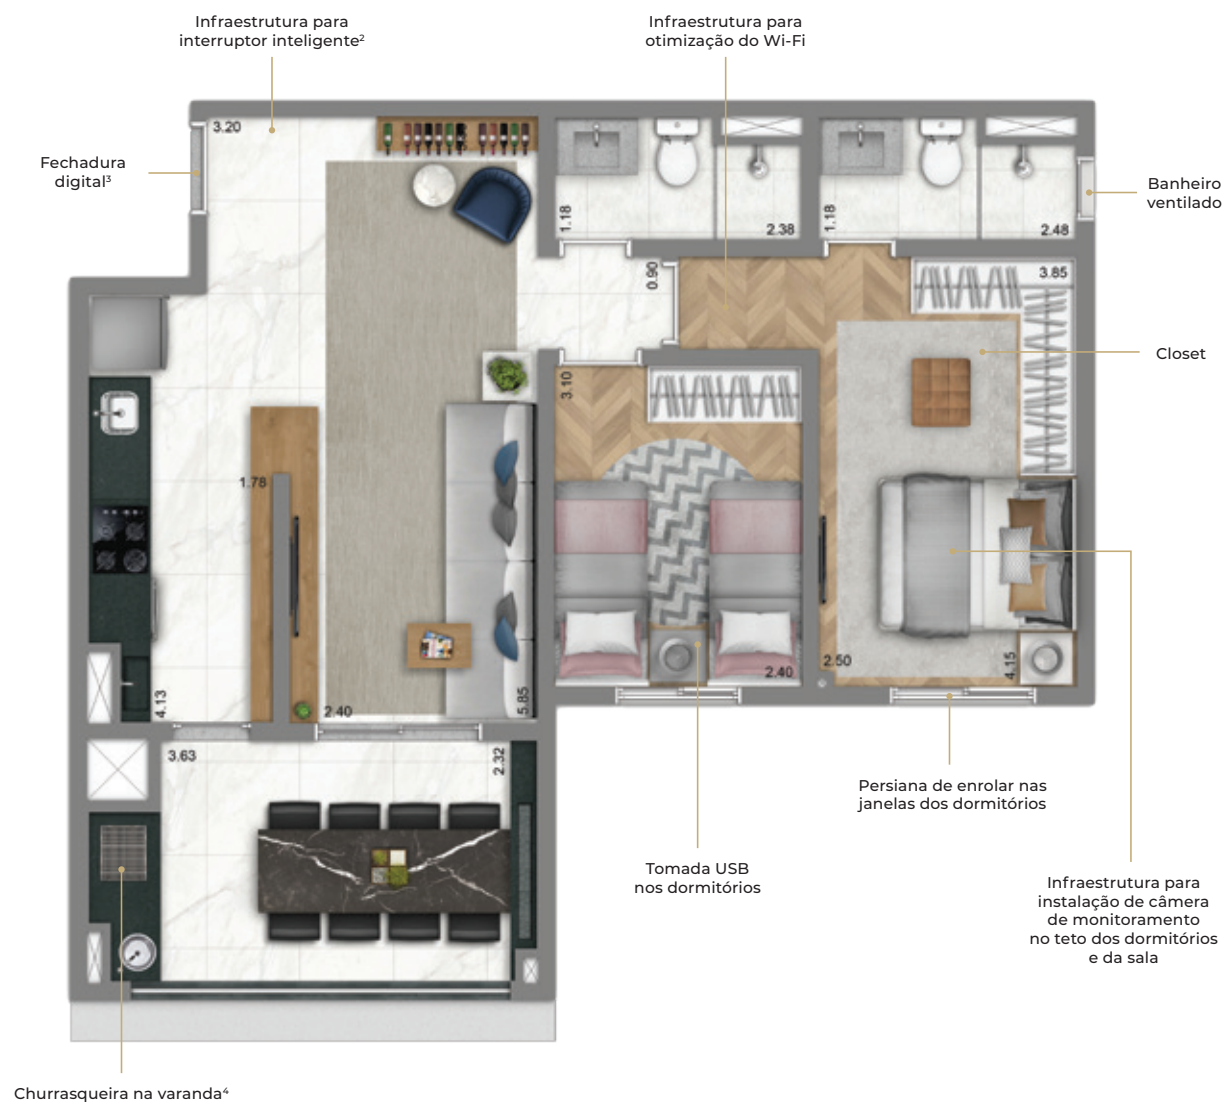 Infraestrutura para
interruptor inteligente²
Infraestrutura para
otimização do Wi-Fi
Fechadura
digital³
Banheiro
ventilado
Closet
3.20
1.18
2.38
1.18
2.48
0.90
3.85
3.10
1.78
2.40
2.50
4.15
4.13
2.40
5.85
3.63
2.32
Persiana de enrolar nas
janelas dos dormitórios
Tomada USB
nos dormitórios
Infraestrutura para
instalação de câmera
de monitoramento
no teto dos dormitórios
e da sala
Churrasqueira na varanda⁴